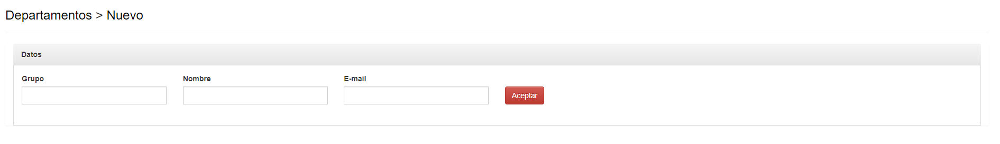 Departamentos > Nuevo
Datos
Grupo Nombre E-mail
Aceptar